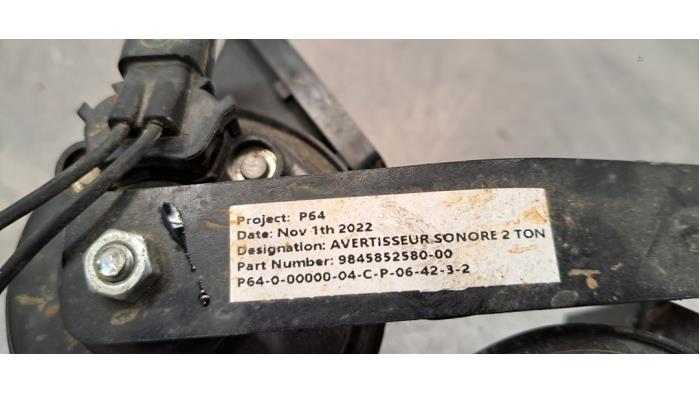 Project: P64
Date: Nov 1th 2022
Designation: AVERTISSEUR SONORE 2 TON
Part Number: 9845852580-00
P64-0-00000-04-C-P-06-42-3-2